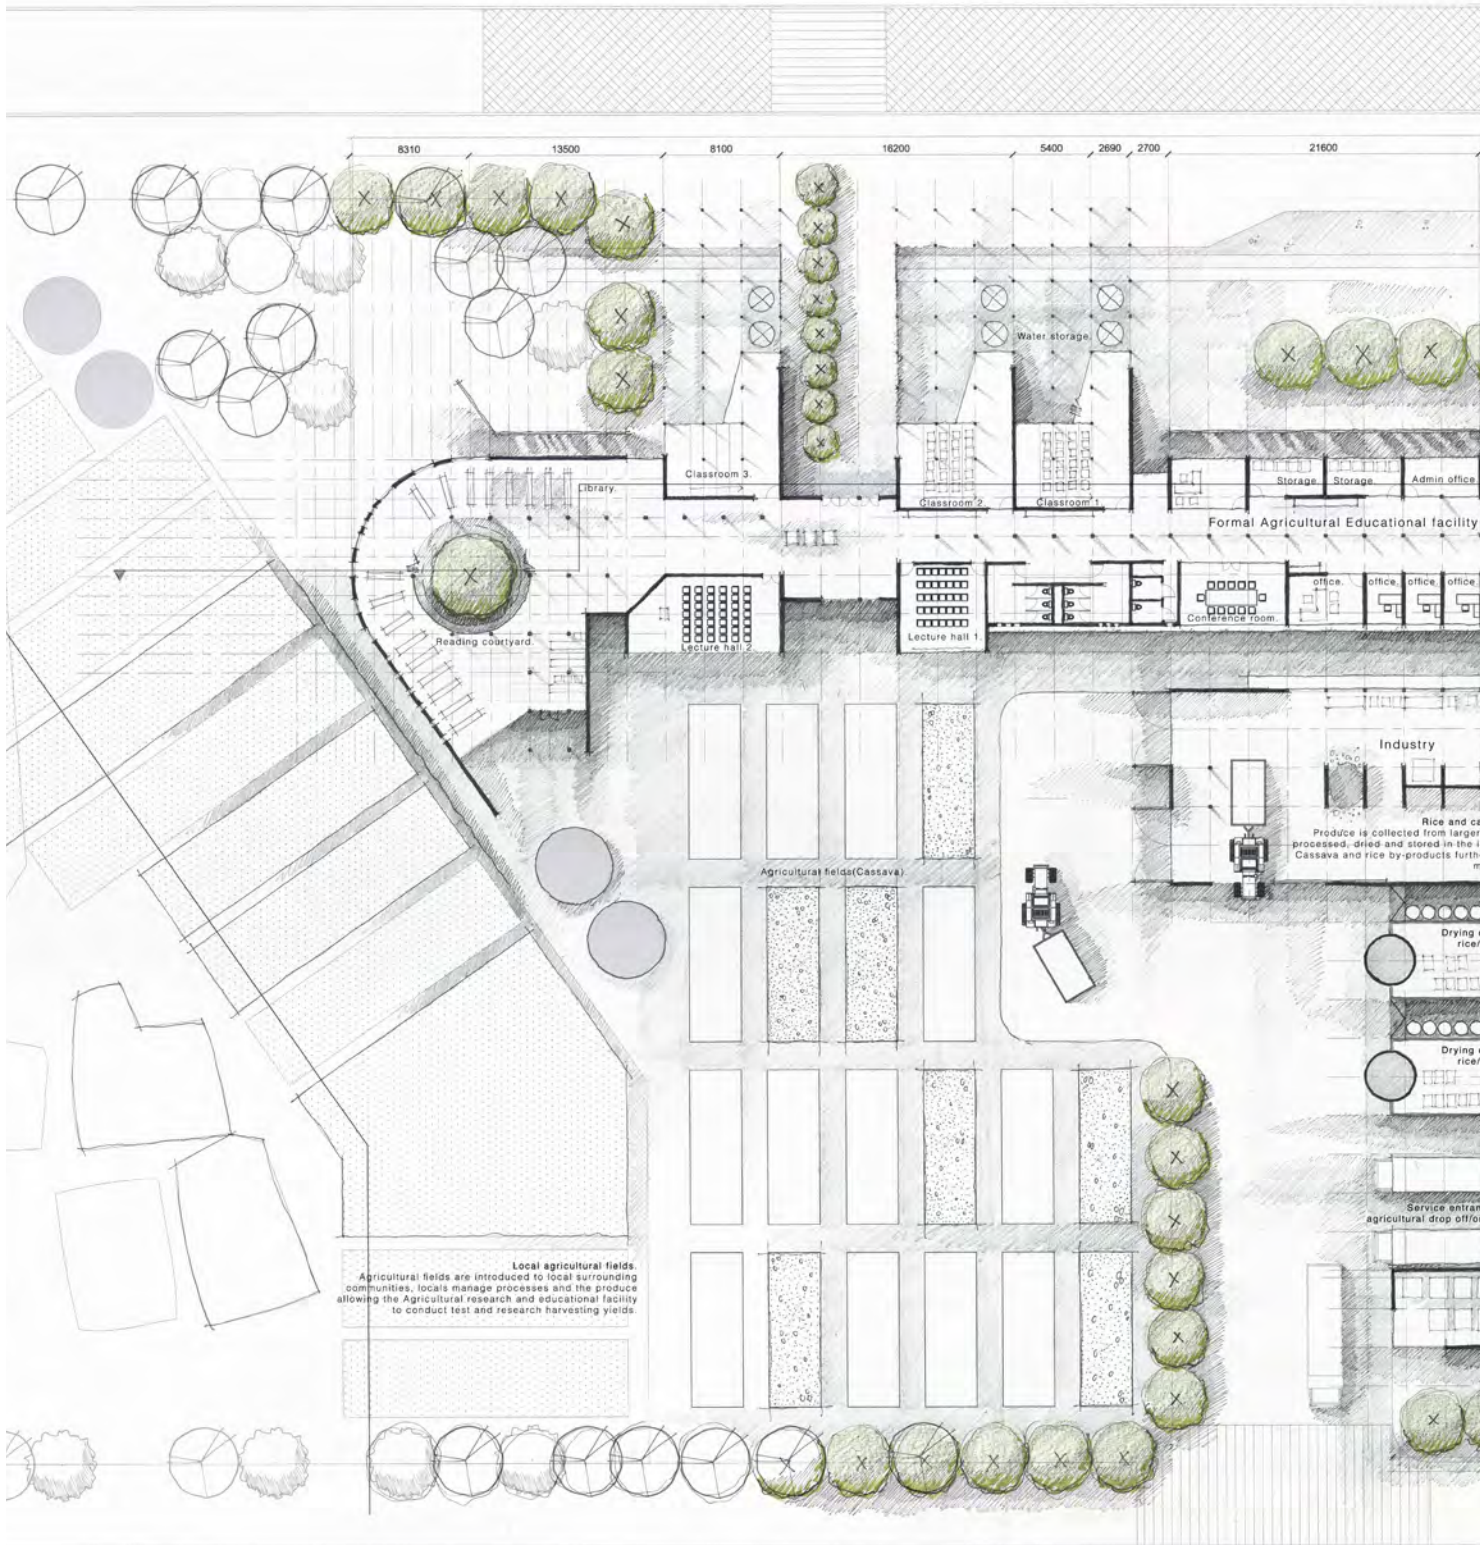 8310 13500 8100 16200 5400 2690 2700 21600
Water storage.
Classroom 3.
Library.
Classroom 2.
Classroom 1.
Storage.
Storage.
Admin office
Formal Agricultural Educational facility
office.
office.
office.
office
Conference room.
Reading courtyard.
Lecture hall 2.
Lecture hall 1.
Industry
Rice and ca
Produce is collected from larger
processed, dried and stored in the i
Cassava and rice by-products furth
m
Agricultural fields(Cassava)
Drying
rice/
Drying
rice/
Service entran
agricultural drop off/o
Local agricultural fields.
Agricultural fields are introduced to local surrounding
communities, locals manage processes and the produce
allowing the Agricultural research and educational facility
to conduct test and research harvesting yields.